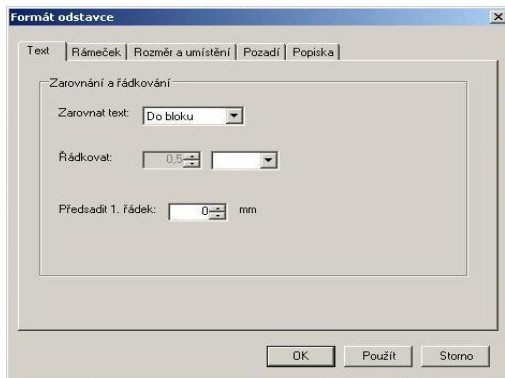 Formát odstavce
Text Rámeček Rozměr a umístění Pozadí Popiska
Zarovnání a řádkování
Zarovnat text: Do bloku
Řádkovat: 0,5
Předsadit 1. řádek: 0 mm
OK Použít Storno